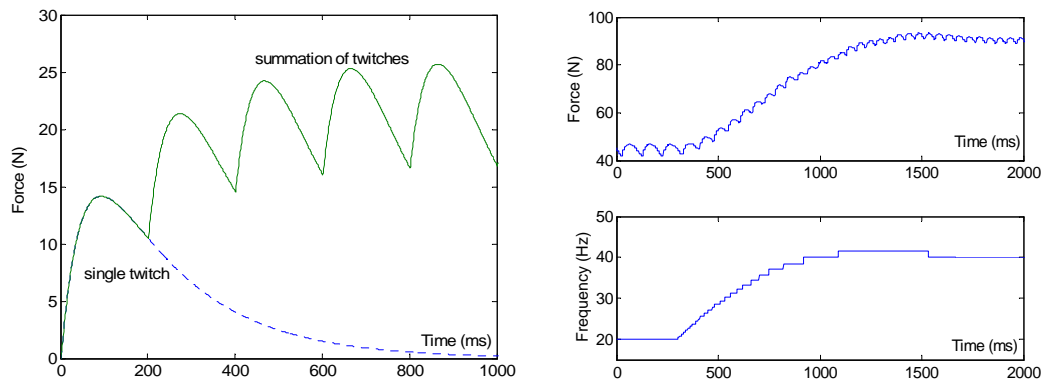 30
25
20
15
10
5
0
Force (N)
summation of twitches
single twitch
Time (ms)
0 200 400 600 800 1000
100
80
60
40
Force (N)
Time (ms)
0 500 1000 1500 2000
50
40
30
20
Frequency (Hz)
Time (ms)
0 500 1000 1500 2000